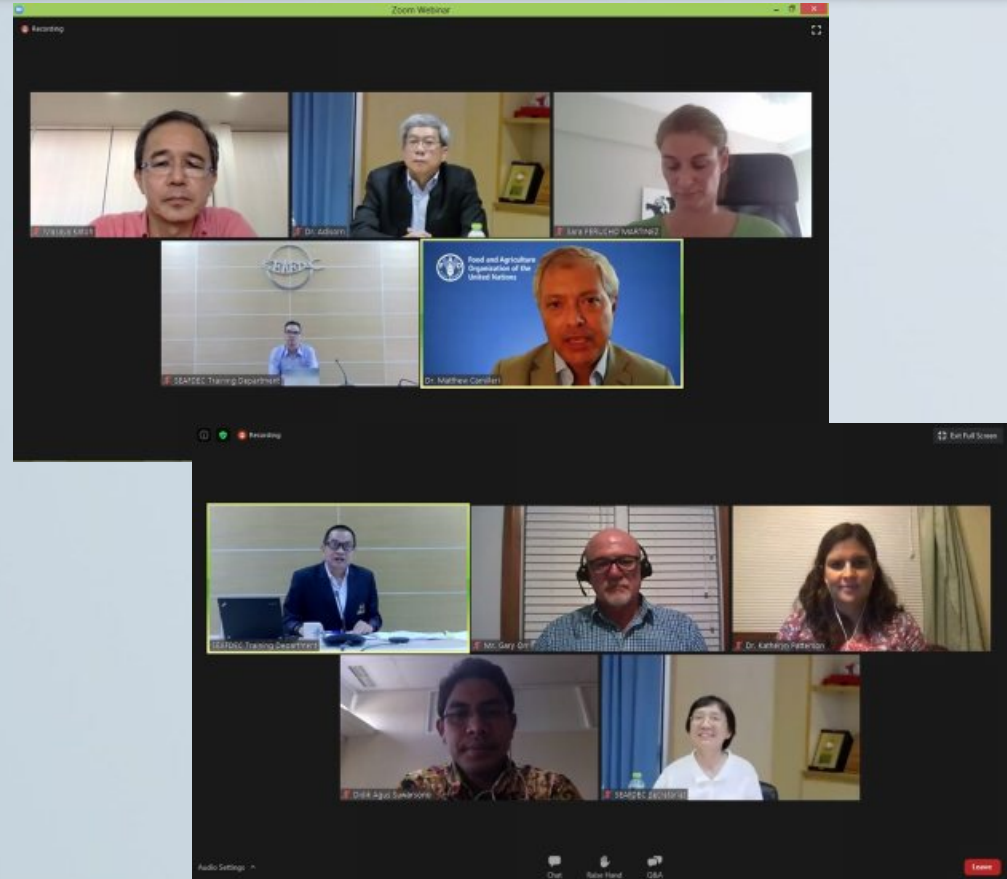 Zoom Webinar
Recording
Dr. Adisorn
Sara FERUCHO MARTINEZ
SEAFDEC
SEAFDEC Training Department
Food and Agriculture
Organization of the
United Nations
Dr. Matthew Camilleri
Recording
Exit Full Screen
SEAFDEC Training Department
Mr. Gary Orr
Dr. Katheryn Patterson
Didik Agus Suwarsono
SEAFDEC Secretariat
Audio Settings
Chat
Raise Hand
Q&A
Leave